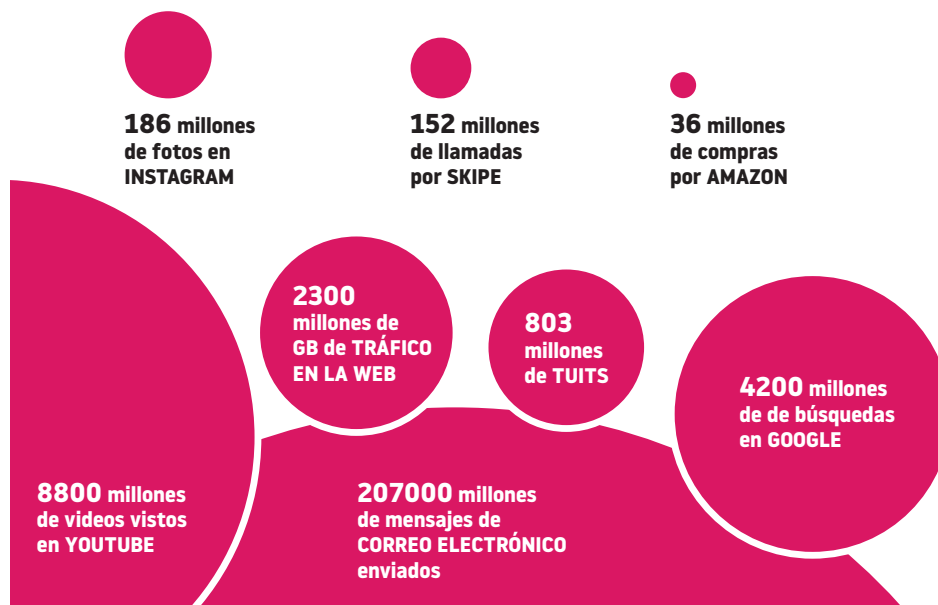 186 millones
de fotos en
INSTAGRAM
152 millones
de llamadas
por SKIPE
36 millones
de compras
por AMAZON
2300
millones de
GB de TRÁFICO
EN LA WEB
803
millones
de TUITS
4200 millones
de de búsquedas
en GOOGLE
8800 millones
de videos vistos
en YOUTUBE
207000 millones
de mensajes de
CORREO ELECTRÓNICO
enviados